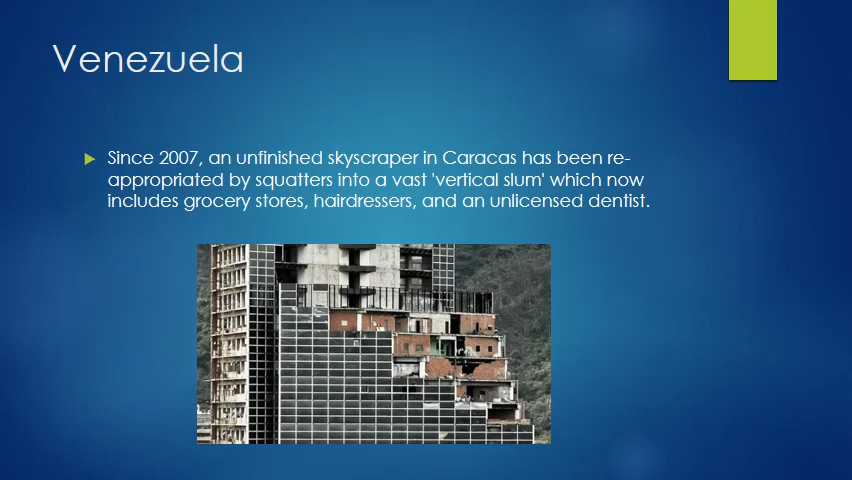 Venezuela
Since 2007, an unfinished skyscraper in Caracas has been re-
appropriated by squatters into a vast 'vertical slum' which now
includes grocery stores, hairdressers, and an unlicensed dentist.